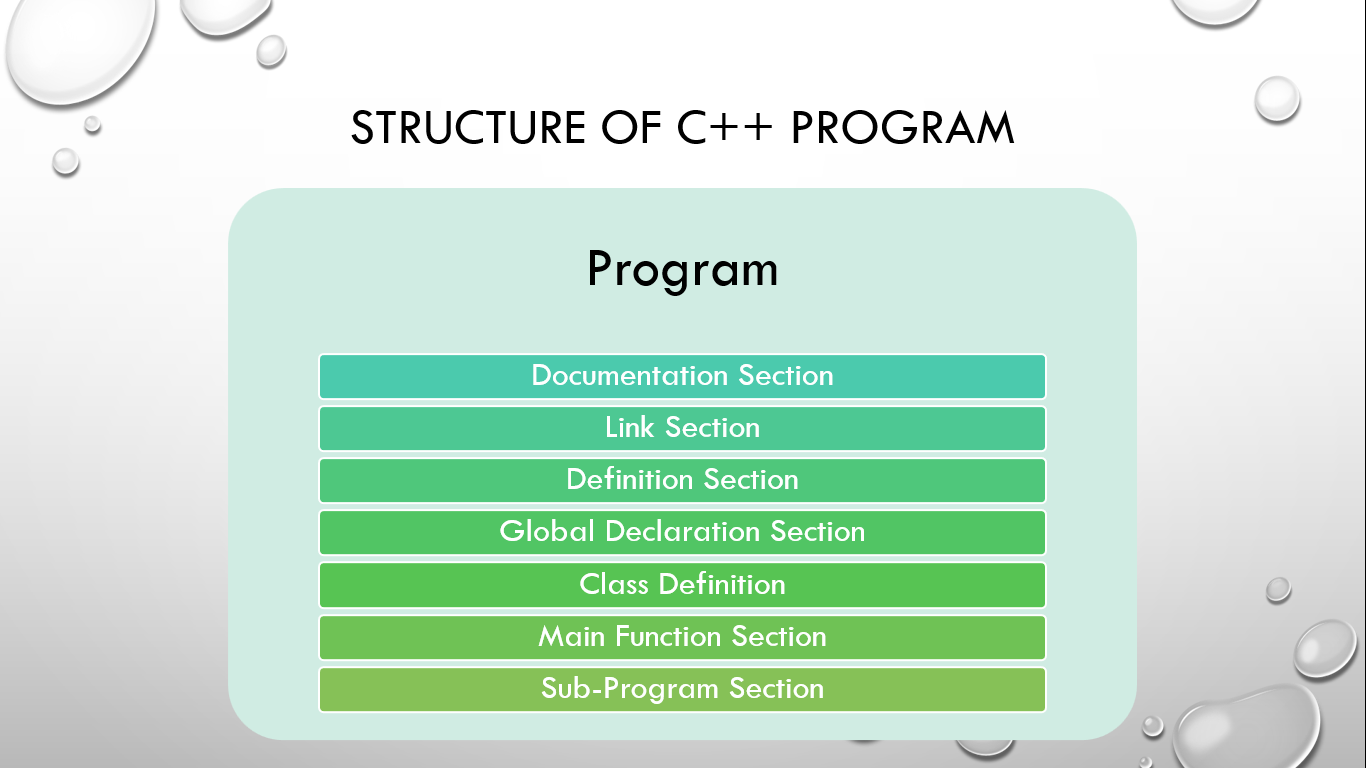 STRUCTURE OF C++ PROGRAM
Program
Documentation Section
Link Section
Definition Section
Global Declaration Section
Class Definition
Main Function Section
Sub-Program Section